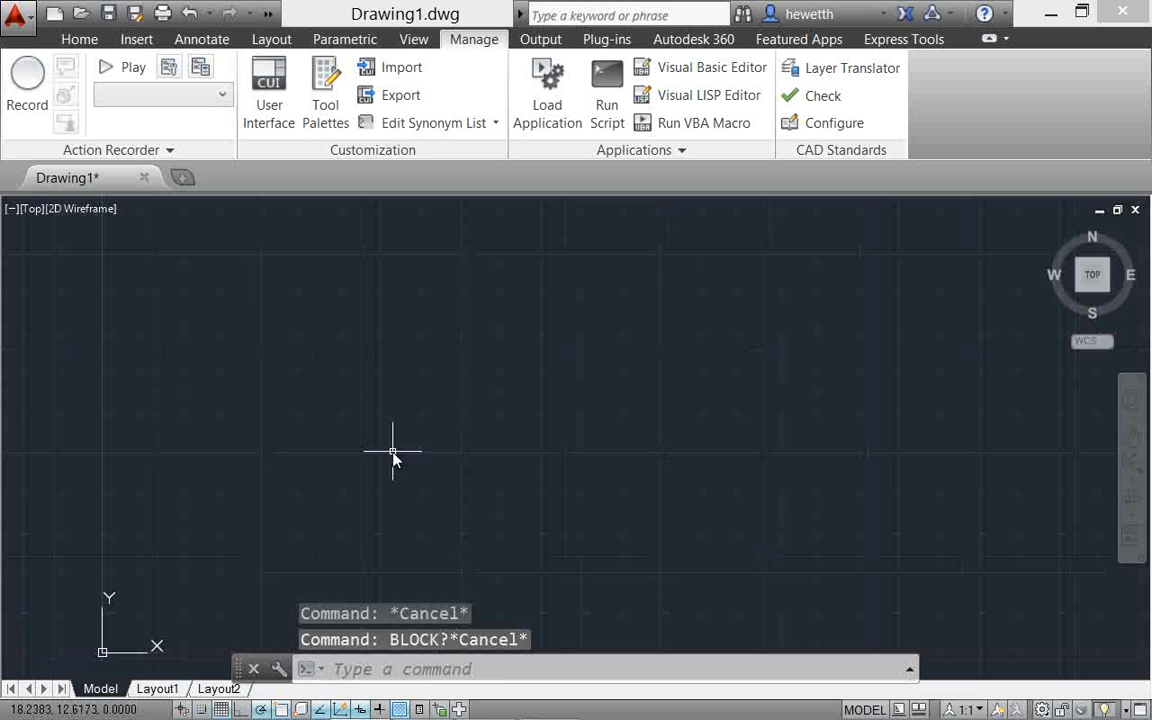 Drawing1.dwg
Type a keyword or phrase
hewetth
Home Insert Annotate Layout Parametric View Manage Output Plug-ins Autodesk 360 Featured Apps Express Tools
Record
Play
Action Recorder
CUI
User
Interface
Tool
Palettes
Import
Export
Edit Synonym List
Customization
Load
Application
Run
Script
Visual Basic Editor
Visual LISP Editor
Run VBA Macro
Applications
Layer Translator
Check
Configure
CAD Standards
Drawing1*
[−][Top][2D Wireframe]
N
W TOP E
S
WCS
Y
X
Command: *Cancel*
Command: BLOCK?*Cancel*
Type a command
Model Layout1 Layout2
18.2383, 12.6173, 0.0000
MODEL
1:1